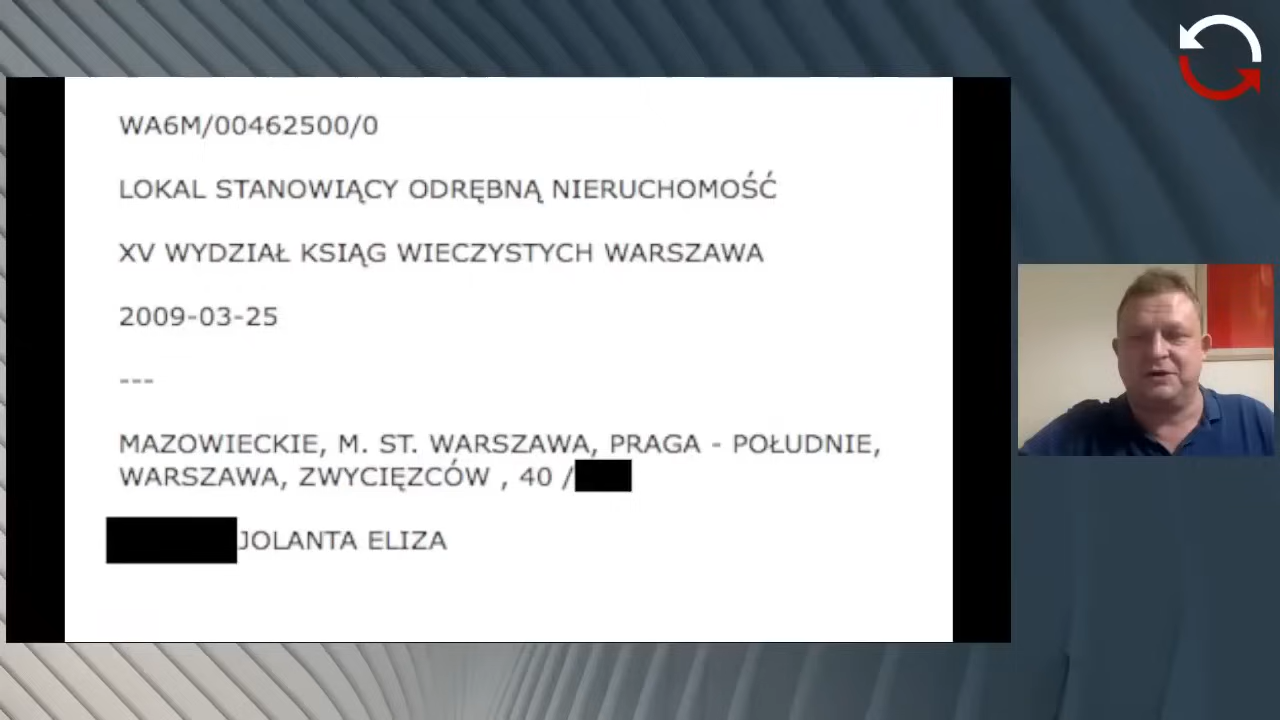 WA6M/00462500/0
LOKAL STANOWIĄCY ODRĘBNĄ NIERUCHOMOŚĆ
XV WYDZIAŁ KSIĄG WIECZYSTYCH WARSZAWA
2009-03-25
---
MAZOWIECKIE, M. ST. WARSZAWA, PRAGA - POŁUDNIE,
WARSZAWA, ZWYCIĘZCÓW , 40 /
JOLANTA ELIZA